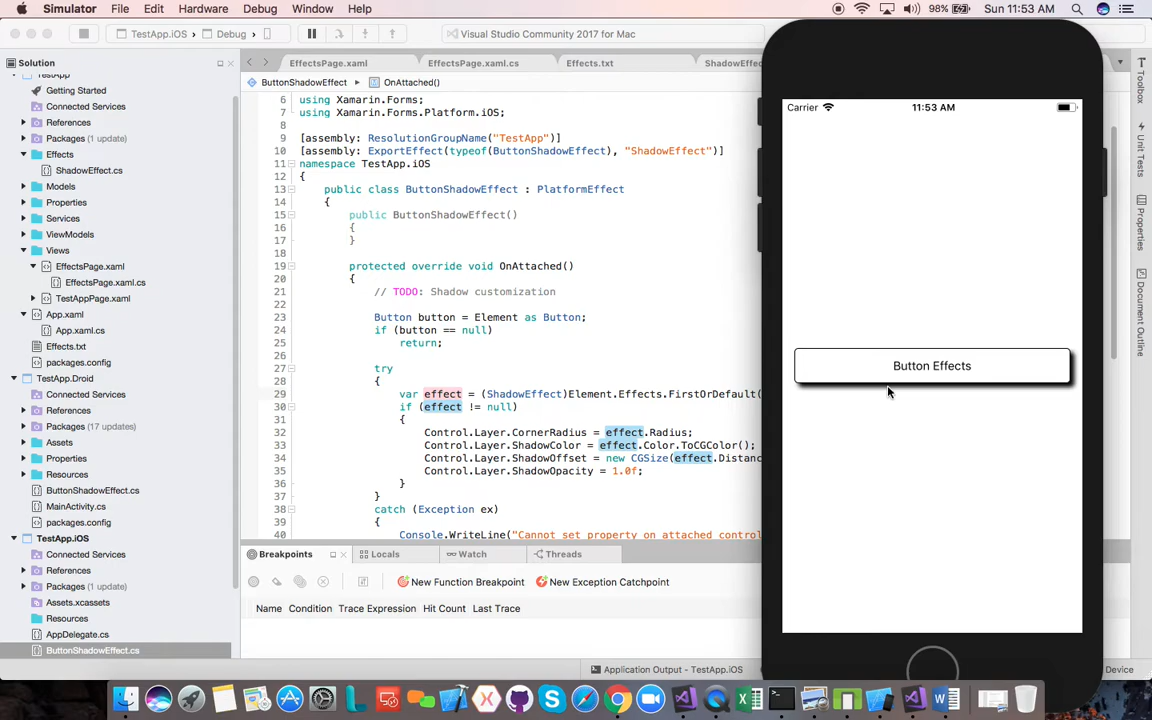 Simulator File Edit Hardware Debug Window Help 98% Sun 11:53 AM
TestApp.iOS Debug Visual Studio Community 2017 for Mac
Solution
TestApp
Getting Started
Connected Services
References
Packages (1 update)
Effects
ShadowEffect.cs
Models
Properties
Services
ViewModels
Views
EffectsPage.xaml
EffectsPage.xaml.cs
TestAppPage.xaml
App.xaml
App.xaml.cs
Effects.txt
packages.config
TestApp.Droid
Connected Services
References
Packages (17 updates)
Assets
Properties
Resources
ButtonShadowEffect.cs
MainActivity.cs
packages.config
TestApp.iOS
Connected Services
References
Packages (1 update)
Assets.xcassets
Resources
AppDelegate.cs
ButtonShadowEffect.cs
EffectsPage.xaml EffectsPage.xaml.cs Effects.txt ShadowEffec
ButtonShadowEffect OnAttached()
6 using Xamarin.Forms;
7 using Xamarin.Forms.Platform.iOS;
8
9 [assembly: ResolutionGroupName("TestApp")]
10 [assembly: ExportEffect(typeof(ButtonShadowEffect), "ShadowEffect")]
11 namespace TestApp.iOS
12 {
13 public class ButtonShadowEffect : PlatformEffect
14 {
15 public ButtonShadowEffect()
16 {
17 }
18
19 protected override void OnAttached()
20 {
21 // TODO: Shadow customization
22
23 Button button = Element as Button;
24 if (button == null)
25 return;
26
27 try
28 {
29 var effect = (ShadowEffect)Element.Effects.FirstOrDefault(
30 if (effect != null)
31 {
32 Control.Layer.CornerRadius = effect.Radius;
33 Control.Layer.ShadowColor = effect.Color.ToCGColor();
34 Control.Layer.ShadowOffset = new CGSize(effect.Distanc
35 Control.Layer.ShadowOpacity = 1.0f;
36 }
37 }
38 catch (Exception ex)
39 {
40 Console.WriteLine("Cannot set property on attached control
Breakpoints Locals Watch Threads
New Function Breakpoint New Exception Catchpoint
Name Condition Trace Expression Hit Count Last Trace
Application Output - TestApp.iOS
Device
Carrier 11:53 AM
Button Effects
Toolbox
Unit Tests
Properties
Document Outline